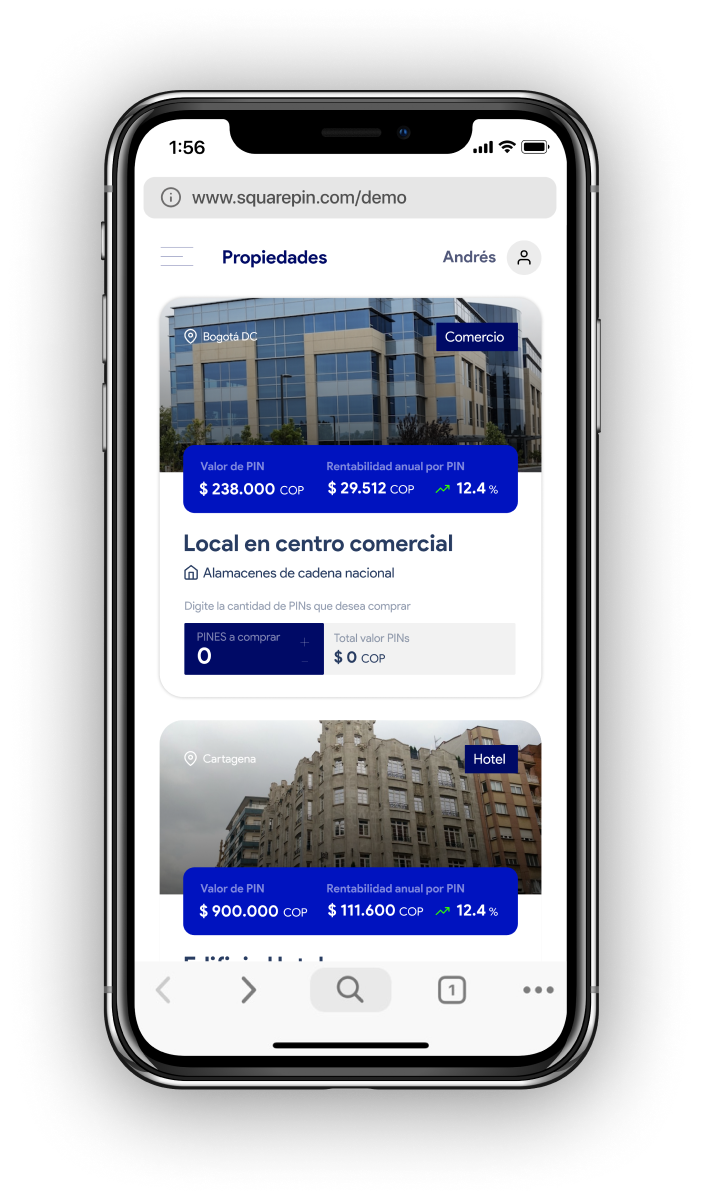 1:56
www.squarepin.com/demo
Propiedades
Andrés
Bogotá DC
Comercio
Valor de PIN
Rentabilidad anual por PIN
$ 238.000 COP
$ 29.512 COP
12.4 %
Local en centro comercial
Alamacenes de cadena nacional
Digite la cantidad de PINs que desea comprar
PINES a comprar
+
0
−
Total valor PINs
$ 0 COP
Cartagena
Hotel
Valor de PIN
Rentabilidad anual por PIN
$ 900.000 COP
$ 111.600 COP
12.4 %
1